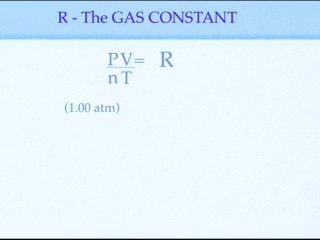 R - The GAS CONSTANT
PV = R
nT
(1.00 atm)